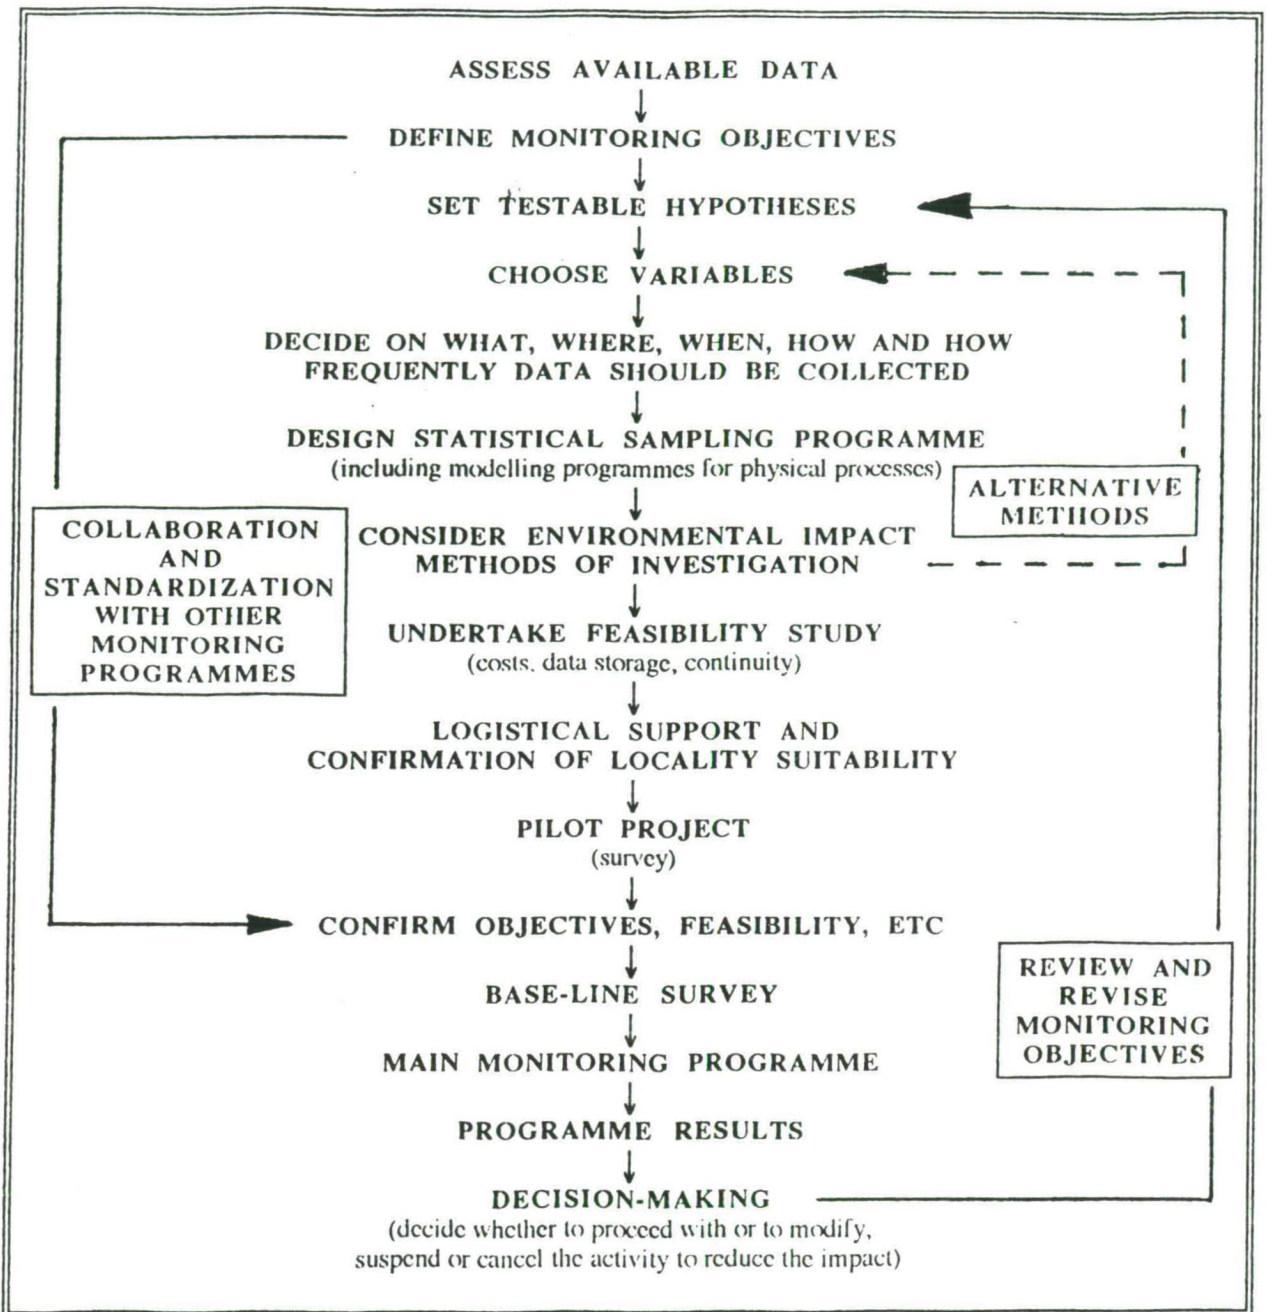 ASSESS AVAILABLE DATA
DEFINE MONITORING OBJECTIVES
SET TESTABLE HYPOTHESES
CHOOSE VARIABLES
DECIDE ON WHAT, WHERE, WHEN, HOW AND HOW
FREQUENTLY DATA SHOULD BE COLLECTED
DESIGN STATISTICAL SAMPLING PROGRAMME
(including modelling programmes for physical processes)
ALTERNATIVE
METHODS
COLLABORATION
AND
STANDARDIZATION
WITH OTHER
MONITORING
PROGRAMMES
CONSIDER ENVIRONMENTAL IMPACT
METHODS OF INVESTIGATION
UNDERTAKE FEASIBILITY STUDY
(costs, data storage, continuity)
LOGISTICAL SUPPORT AND
CONFIRMATION OF LOCALITY SUITABILITY
PILOT PROJECT
(survey)
CONFIRM OBJECTIVES, FEASIBILITY, ETC
BASE-LINE SURVEY
REVIEW AND
REVISE
MONITORING
OBJECTIVES
MAIN MONITORING PROGRAMME
PROGRAMME RESULTS
DECISION-MAKING
(decide whether to proceed with or to modify,
suspend or cancel the activity to reduce the impact)